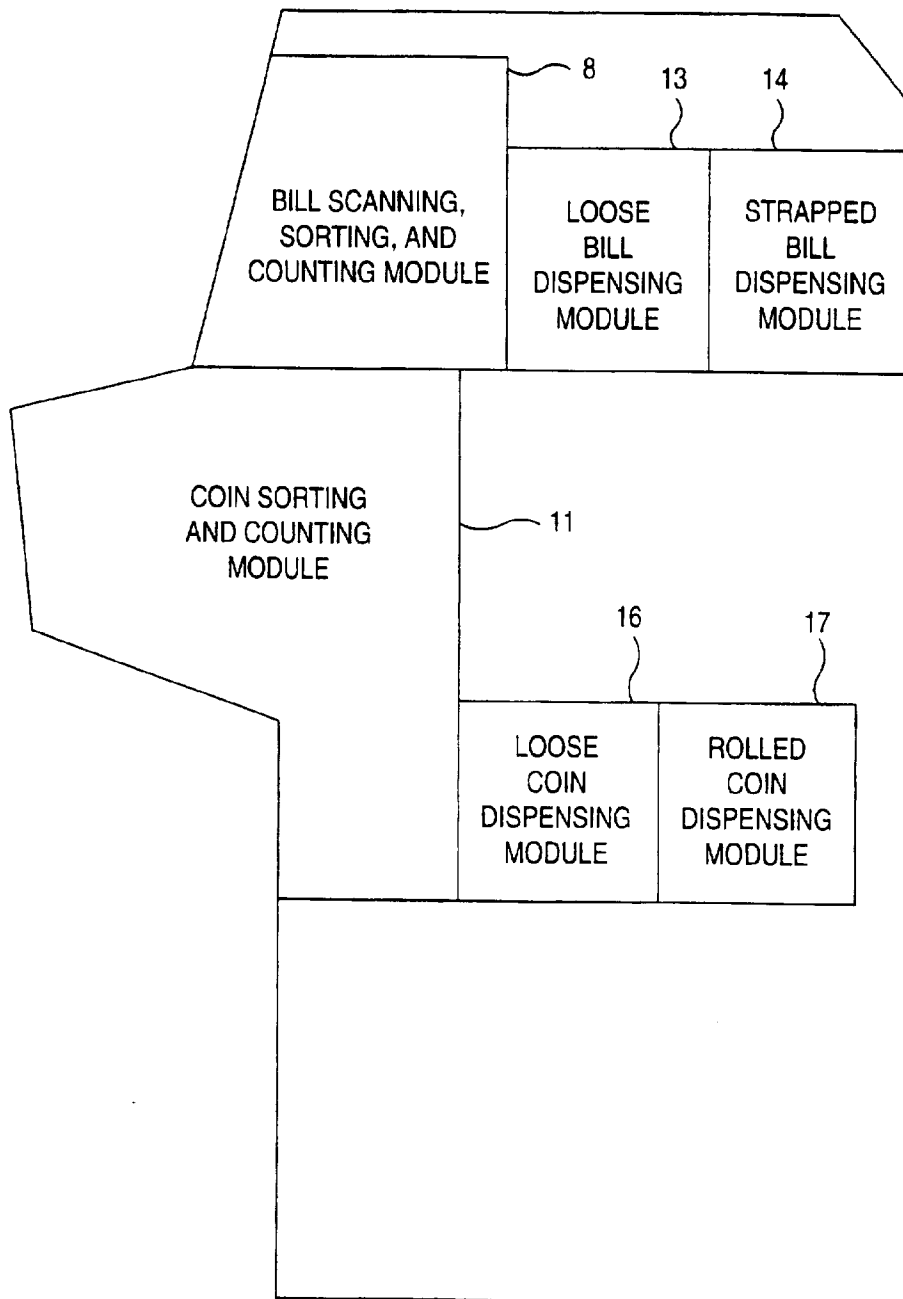 8
13
14
BILL SCANNING,
SORTING, AND
COUNTING MODULE
LOOSE
BILL
DISPENSING
MODULE
STRAPPED
BILL
DISPENSING
MODULE
COIN SORTING
AND COUNTING
MODULE
11
16
17
LOOSE
COIN
DISPENSING
MODULE
ROLLED
COIN
DISPENSING
MODULE